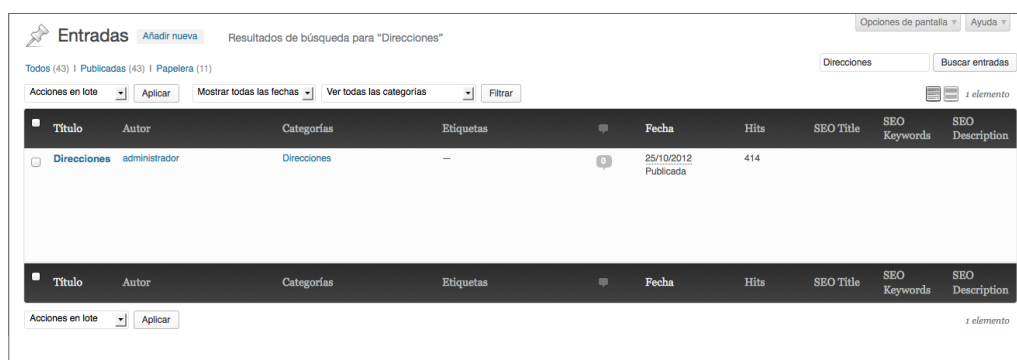 Opciones de pantalla Ayuda
Entradas Añadir nueva Resultados de búsqueda para "Direcciones"
Todos (43) | Publicadas (43) | Papelera (11)
Direcciones Buscar entradas
Acciones en lote Aplicar Mostrar todas las fechas Ver todas las categorías Filtrar 1 elemento
Título Autor Categorías Etiquetas Fecha Hits SEO Title SEO Keywords SEO Description
Direcciones administrador Direcciones — 0 25/10/2012 414
Publicada
Título Autor Categorías Etiquetas Fecha Hits SEO Title SEO Keywords SEO Description
Acciones en lote Aplicar 1 elemento